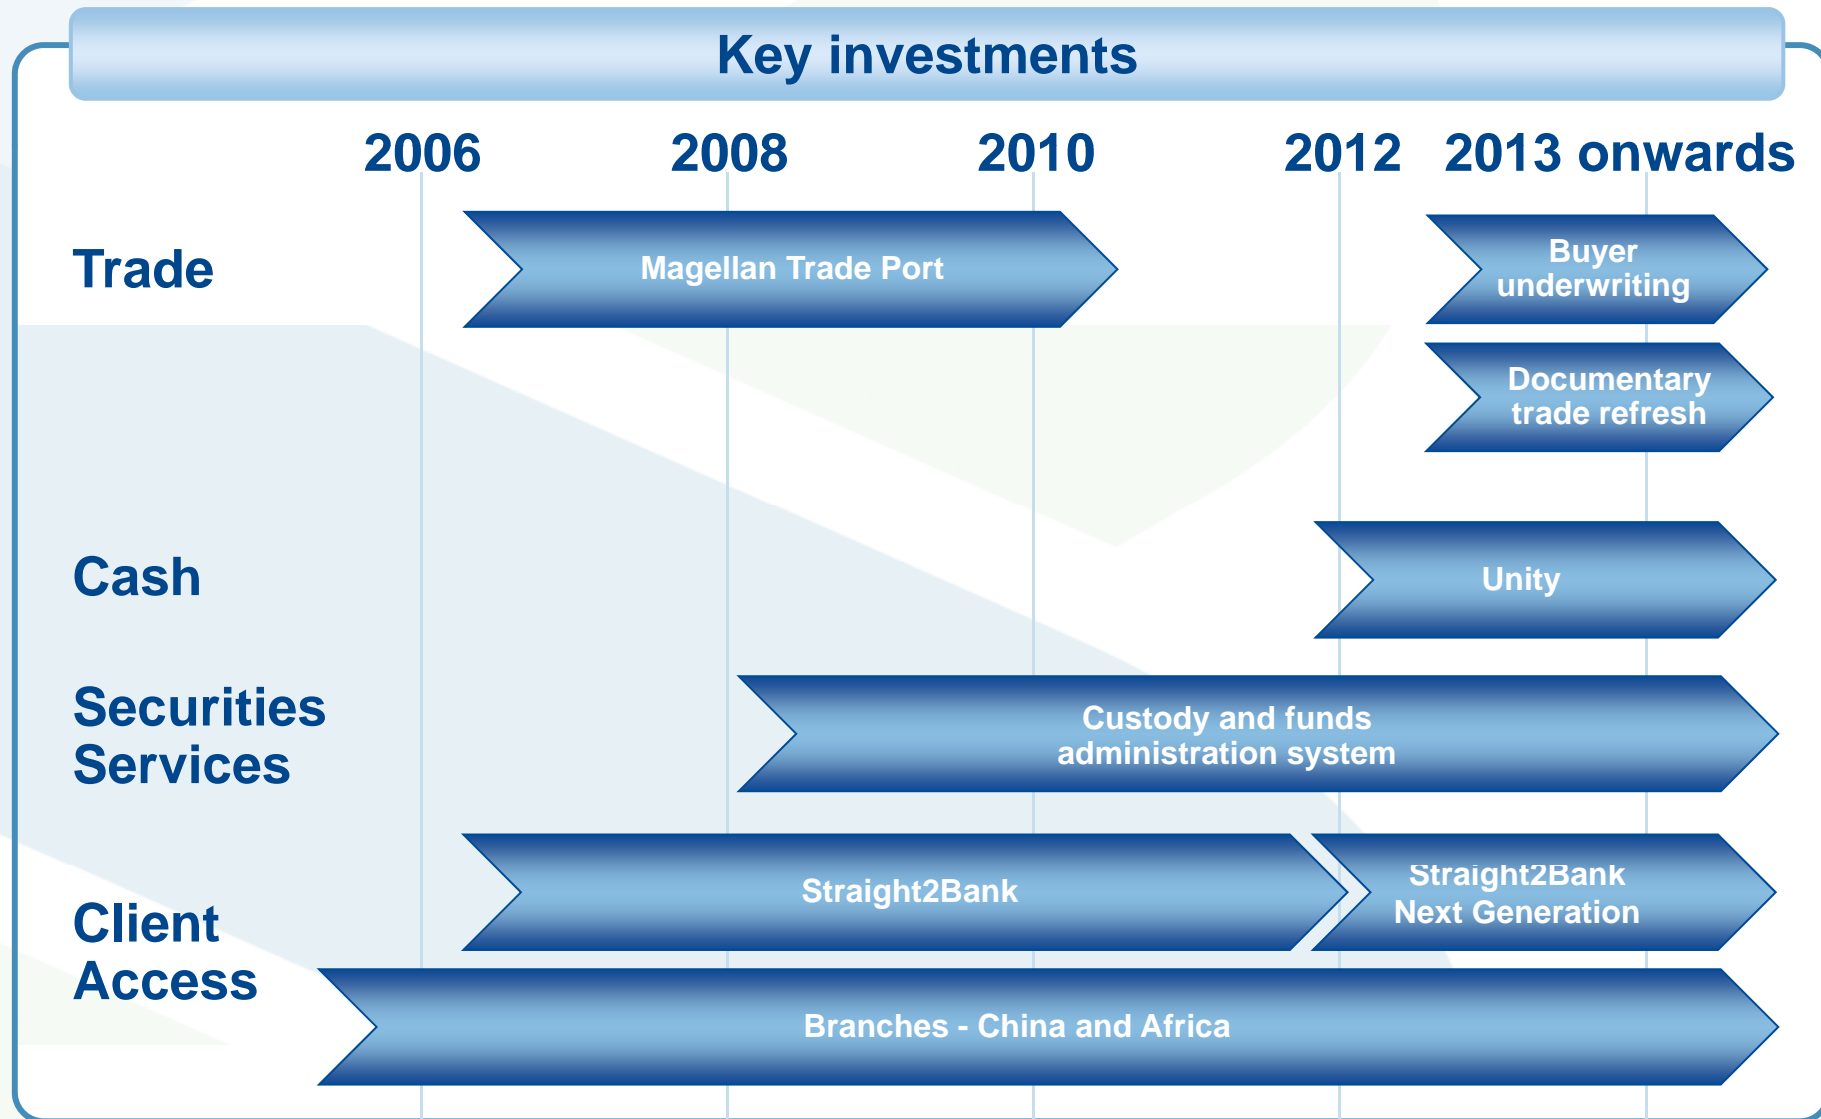 Key investments
2006 2008 2010 2012 2013 onwards
Trade
Magellan Trade Port
Buyer
underwriting
Documentary
trade refresh
Cash
Unity
Securities
Services
Custody and funds
administration system
Client
Access
Straight2Bank
Straight2Bank
Next Generation
Branches - China and Africa